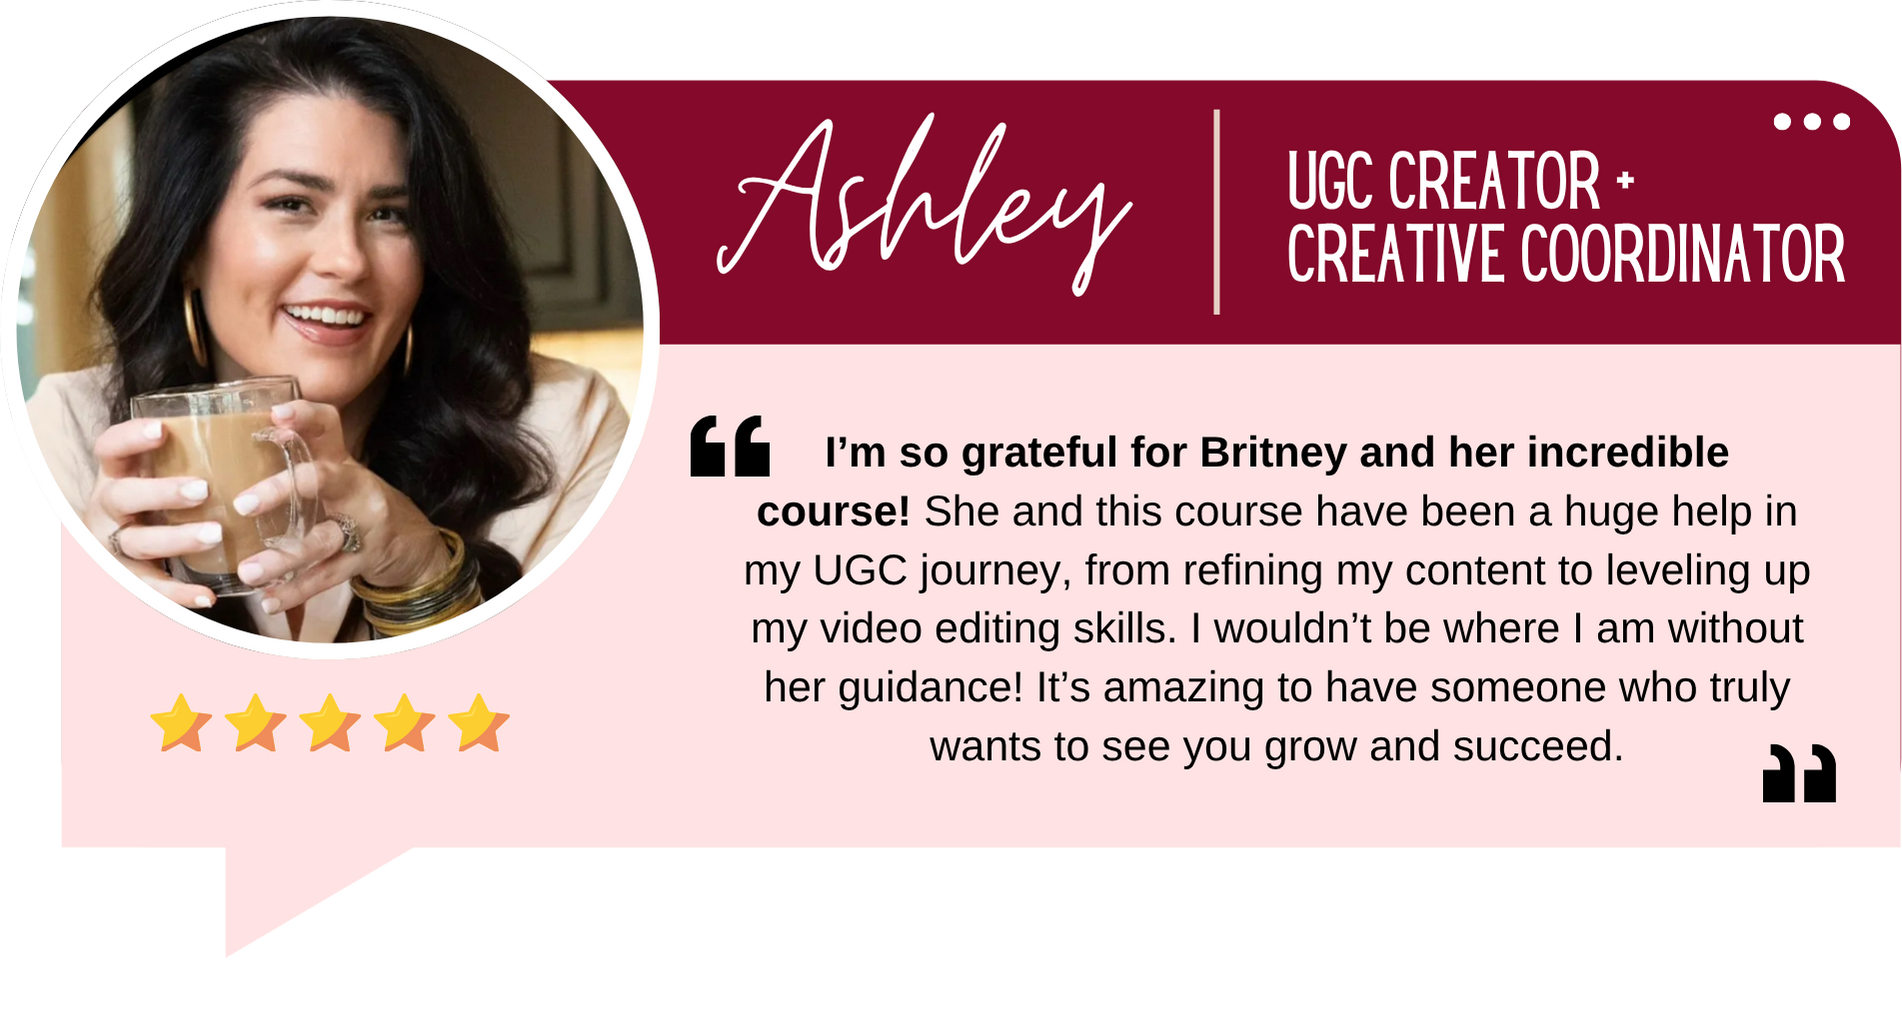 Ashley
UGC CREATOR +
CREATIVE COORDINATOR
“ I’m so grateful for Britney and her incredible
course! She and this course have been a huge help in
my UGC journey, from refining my content to leveling up
my video editing skills. I wouldn’t be where I am without
her guidance! It’s amazing to have someone who truly
wants to see you grow and succeed. ”